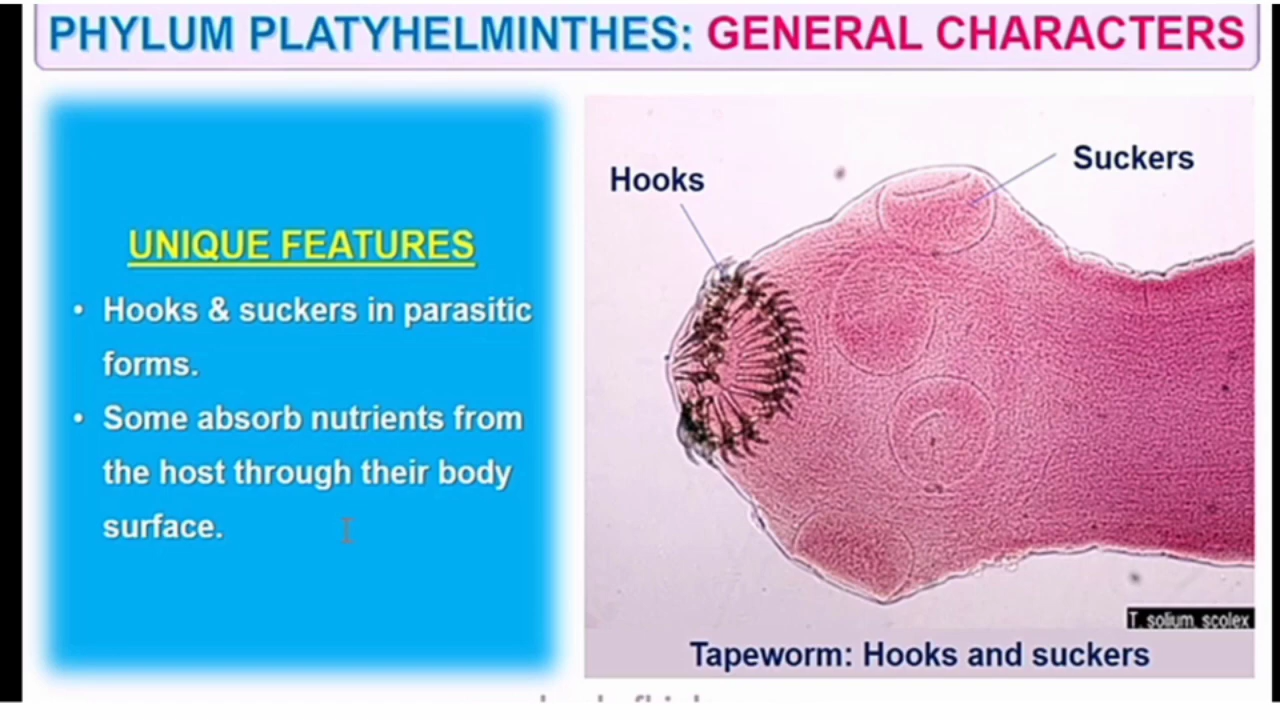 PHYLUM PLATYHELMINTHES: GENERAL CHARACTERS
UNIQUE FEATURES
• Hooks & suckers in parasitic
forms.
• Some absorb nutrients from
the host through their body
surface.
Hooks
Suckers
T. solium scolex
Tapeworm: Hooks and suckers